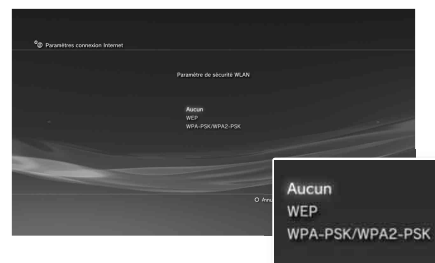 Paramètres connexion Internet
Paramètre de sécurité WLAN
Aucun
WEP
WPA-PSK/WPA2-PSK
Aucun
WEP
WPA-PSK/WPA2-PSK